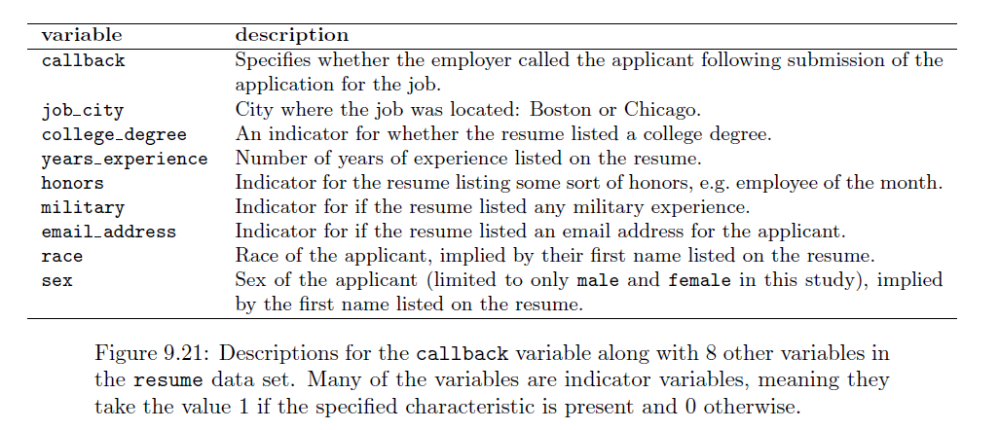 variable description
callback Specifies whether the employer called the applicant following submission of the
application for the job.
job_city City where the job was located: Boston or Chicago.
college_degree An indicator for whether the resume listed a college degree.
years_experience Number of years of experience listed on the resume.
honors Indicator for the resume listing some sort of honors, e.g. employee of the month.
military Indicator for if the resume listed any military experience.
email_address Indicator for if the resume listed an email address for the applicant.
race Race of the applicant, implied by their first name listed on the resume.
sex Sex of the applicant (limited to only male and female in this study), implied
by the first name listed on the resume.
Figure 9.21: Descriptions for the callback variable along with 8 other variables in
the resume data set. Many of the variables are indicator variables, meaning they
take the value 1 if the specified characteristic is present and 0 otherwise.